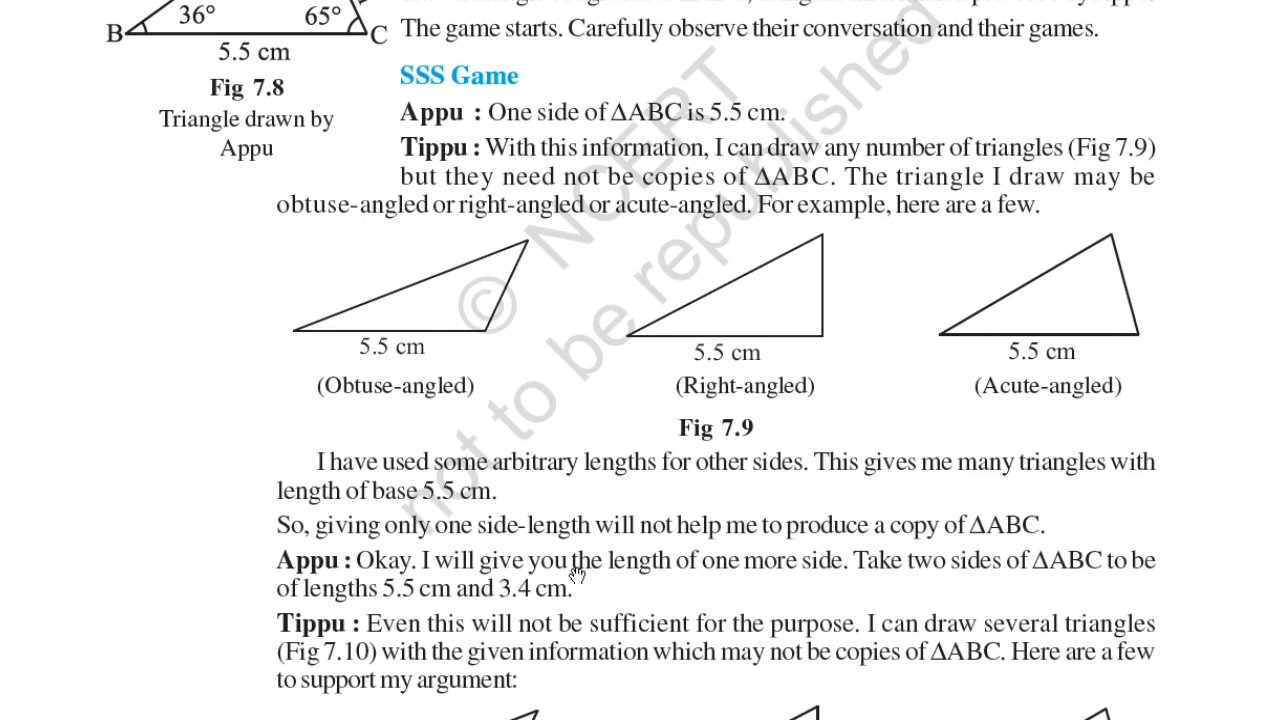 36° 65°
B C
5.5 cm
Fig 7.8
Triangle drawn by
Appu
The game starts. Carefully observe their conversation and their games.
SSS Game
Appu : One side of ΔABC is 5.5 cm.
Tippu : With this information, I can draw any number of triangles (Fig 7.9)
but they need not be copies of ΔABC. The triangle I draw may be
obtuse-angled or right-angled or acute-angled. For example, here are a few.
5.5 cm 5.5 cm 5.5 cm
(Obtuse-angled) (Right-angled) (Acute-angled)
Fig 7.9
I have used some arbitrary lengths for other sides. This gives me many triangles with
length of base 5.5 cm.
So, giving only one side-length will not help me to produce a copy of ΔABC.
Appu : Okay. I will give you the length of one more side. Take two sides of ΔABC to be
of lengths 5.5 cm and 3.4 cm.
Tippu : Even this will not be sufficient for the purpose. I can draw several triangles
(Fig 7.10) with the given information which may not be copies of ΔABC. Here are a few
to support my argument:
© NCERT
not to be republished